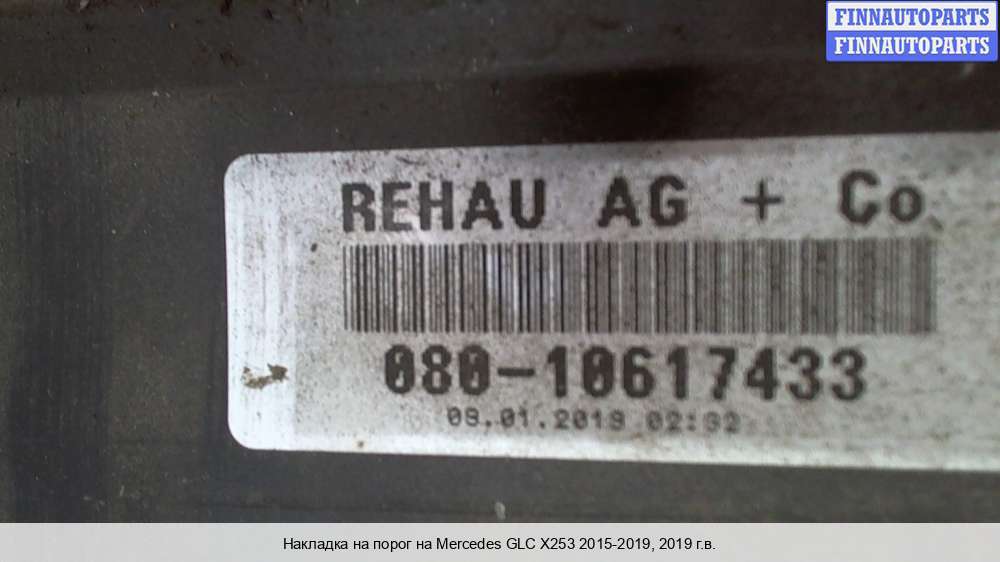 FINNAUTOPARTS
FINNAUTOPARTS
REHAU AG + Co
080-10617433
09.01.2019 02:32
Накладка на порог на Mercedes GLC X253 2015-2019, 2019 г.в.